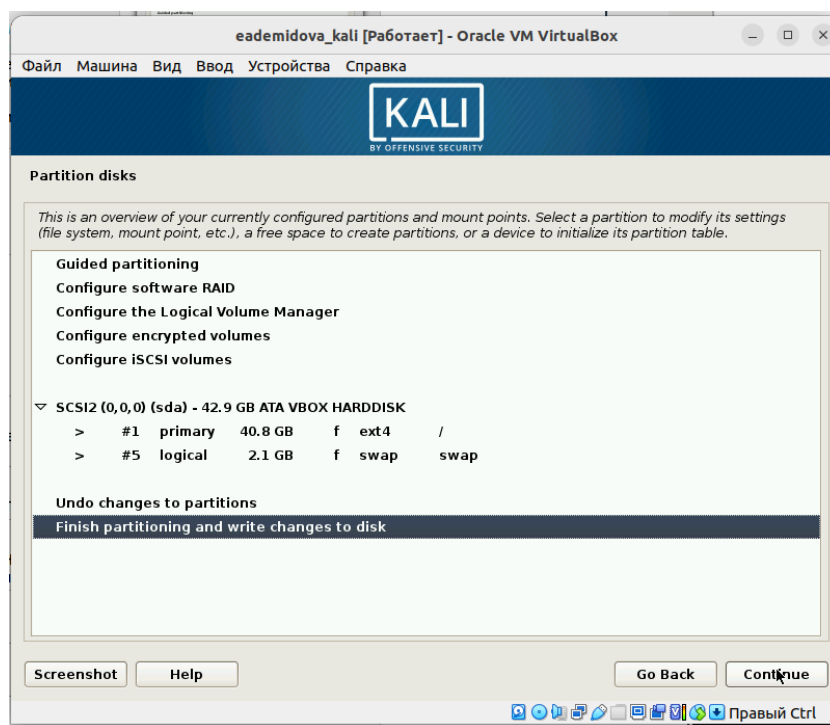 eademidova_kali [Работает] - Oracle VM VirtualBox
Файл Машина Вид Ввод Устройства Справка
KALI
BY OFFENSIVE SECURITY
Partition disks
This is an overview of your currently configured partitions and mount points. Select a partition to modify its settings
(file system, mount point, etc.), a free space to create partitions, or a device to initialize its partition table.
Guided partitioning
Configure software RAID
Configure the Logical Volume Manager
Configure encrypted volumes
Configure iSCSI volumes
SCSI2 (0,0,0) (sda) - 42.9 GB ATA VBOX HARDDISK
> #1 primary 40.8 GB f ext4 /
> #5 logical 2.1 GB f swap swap
Undo changes to partitions
Finish partitioning and write changes to disk
Screenshot Help Go Back Continue
Правый Ctrl